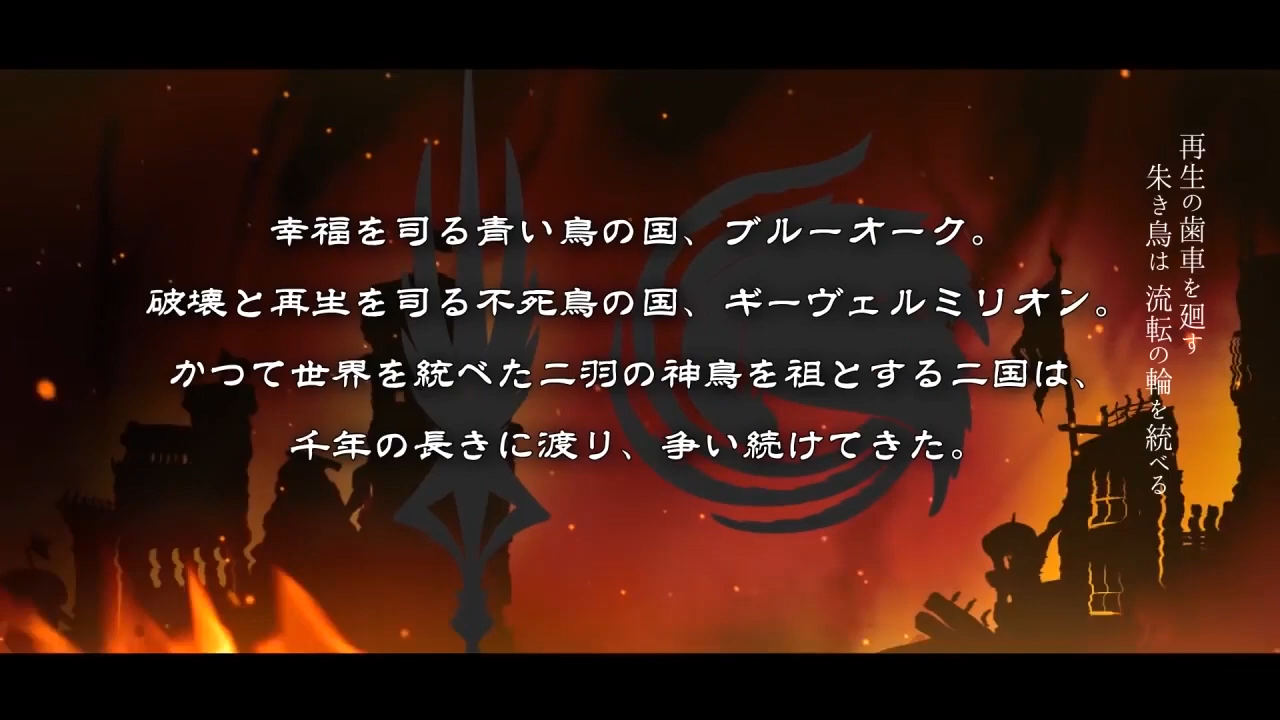 幸福を司る青い鳥の国、ブルーオーク。
破壊と再生を司る不死鳥の国、ギーヴェルミリオン。
かつて世界を統べた二羽の神鳥を祖とする二国は、
千年の長きに渡り、争い続けてきた。
再生の歯車を廻す
朱き鳥は 流転の輪を統べる